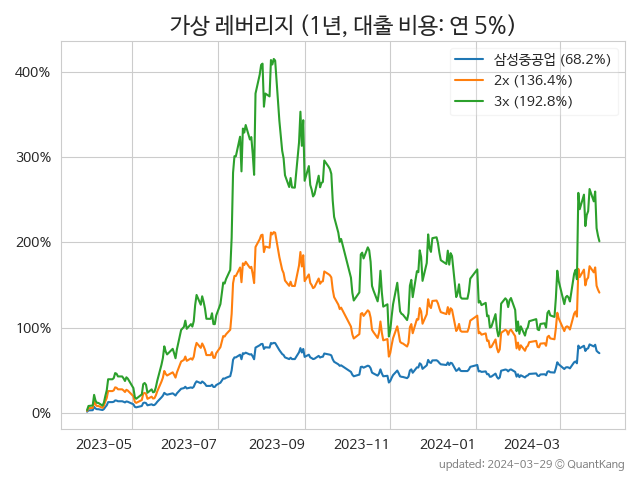 가상 레버리지 (1년, 대출 비용: 연 5%)
삼성중공업 (68.2%)
2x (136.4%)
3x (192.8%)
400%
300%
200%
100%
0%
2023-05 2023-07 2023-09 2023-11 2024-01 2024-03
updated: 2024-03-29 © QuantKang